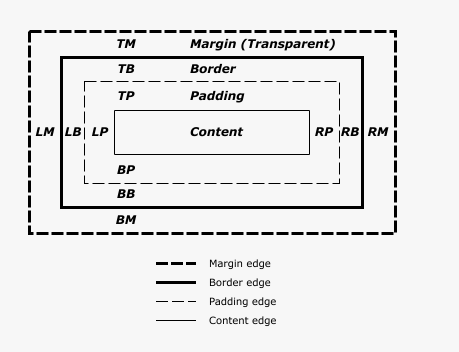 TM Margin (Transparent)
TB Border
TP Padding
LM LB LP Content RP RB RM
BP
BB
BM
Margin edge
Border edge
Padding edge
Content edge